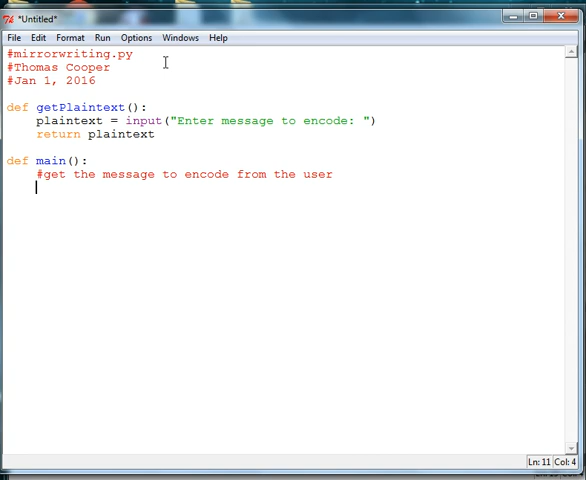 *Untitled*
File Edit Format Run Options Windows Help
#mirrorwriting.py
#Thomas Cooper
#Jan 1, 2016
def getPlaintext():
plaintext = input("Enter message to encode: ")
return plaintext
def main():
#get the message to encode from the user
Ln: 11 Col: 4